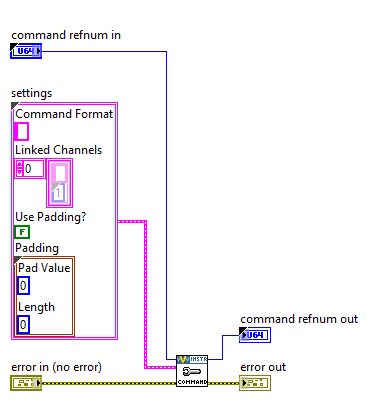 command refnum in
U64
settings
Command Format
Linked Channels
0
1
Use Padding?
F
Padding
Pad Value
0
Length
0
command refnum out
U64
error in (no error)
INSTR
COMMAND
error out